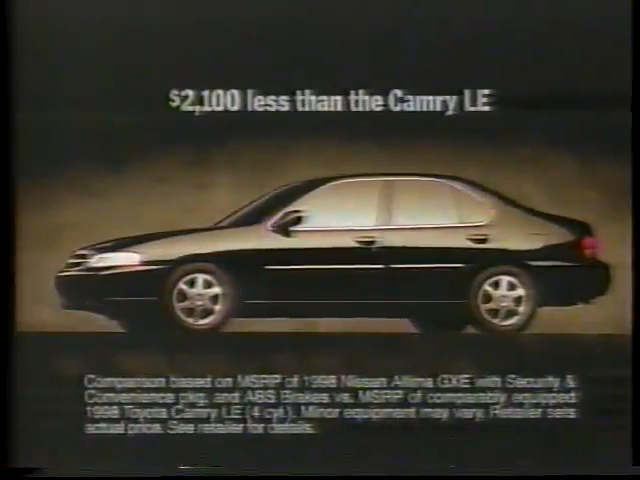 $2,100 less than the Camry LE
Comparison based on MSRP of 1998 Nissan Altima GXE with Security &
Convenience pkg. and ABS Brakes vs. MSRP of comparably equipped
1998 Toyota Camry LE (4 cyl.). Minor equipment may vary. Retailer sets
actual price. See retailer for details.